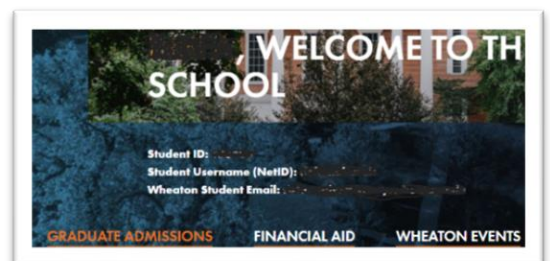 , WELCOME TO TH
SCHOOL
Student ID:
Student Username (NetID):
Wheaton Student Email:
GRADUATE ADMISSIONS FINANCIAL AID WHEATON EVENTS